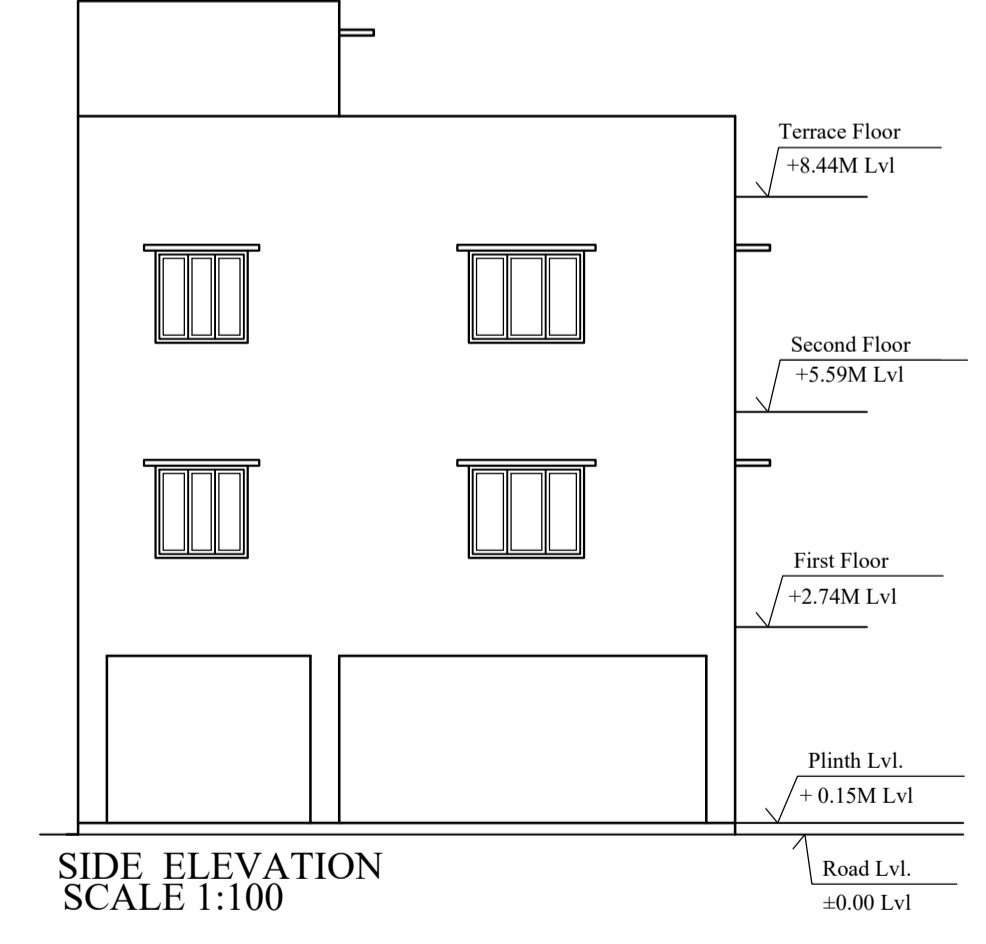 Terrace Floor
+8.44M Lvl
Second Floor
+5.59M Lvl
First Floor
+2.74M Lvl
Plinth Lvl.
+ 0.15M Lvl
Road Lvl.
±0.00 Lvl
SIDE ELEVATION
SCALE 1:100